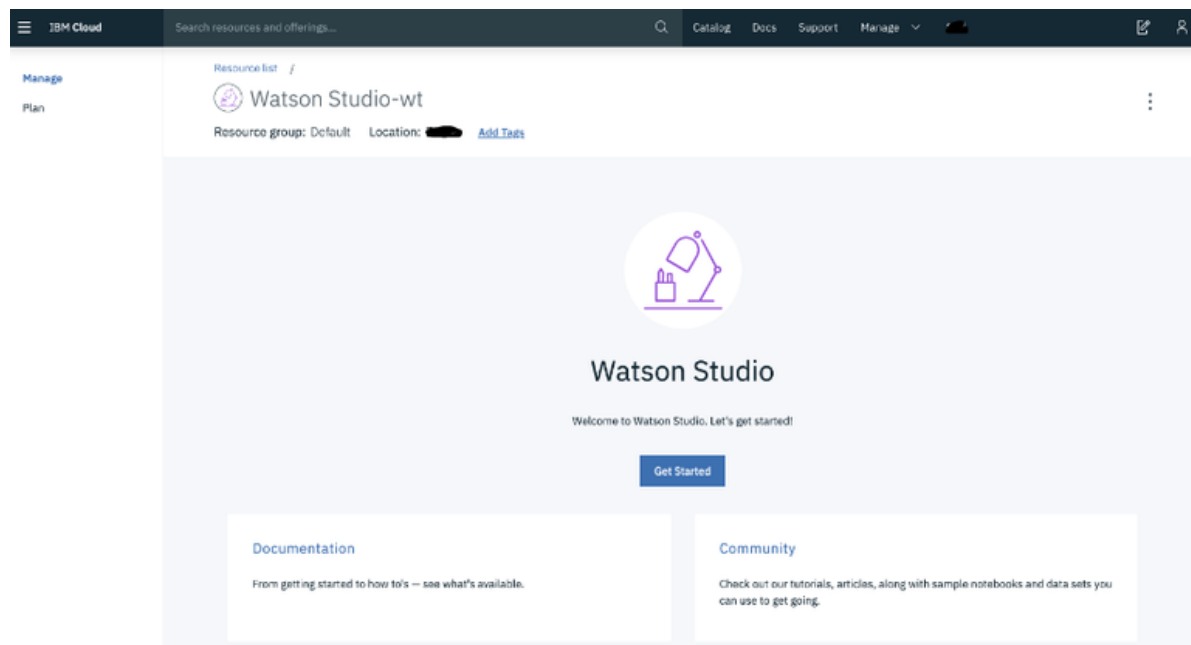 IBM Cloud
Search resources and offerings...
Catalog Docs Support Manage
Manage
Plan
Resource list /
Watson Studio-wt
Resource group: Default Location: Add Tags
Watson Studio
Welcome to Watson Studio. Let's get started!
Get Started
Documentation
From getting started to how to's — see what's available.
Community
Check out our tutorials, articles, along with sample notebooks and data sets you
can use to get going.